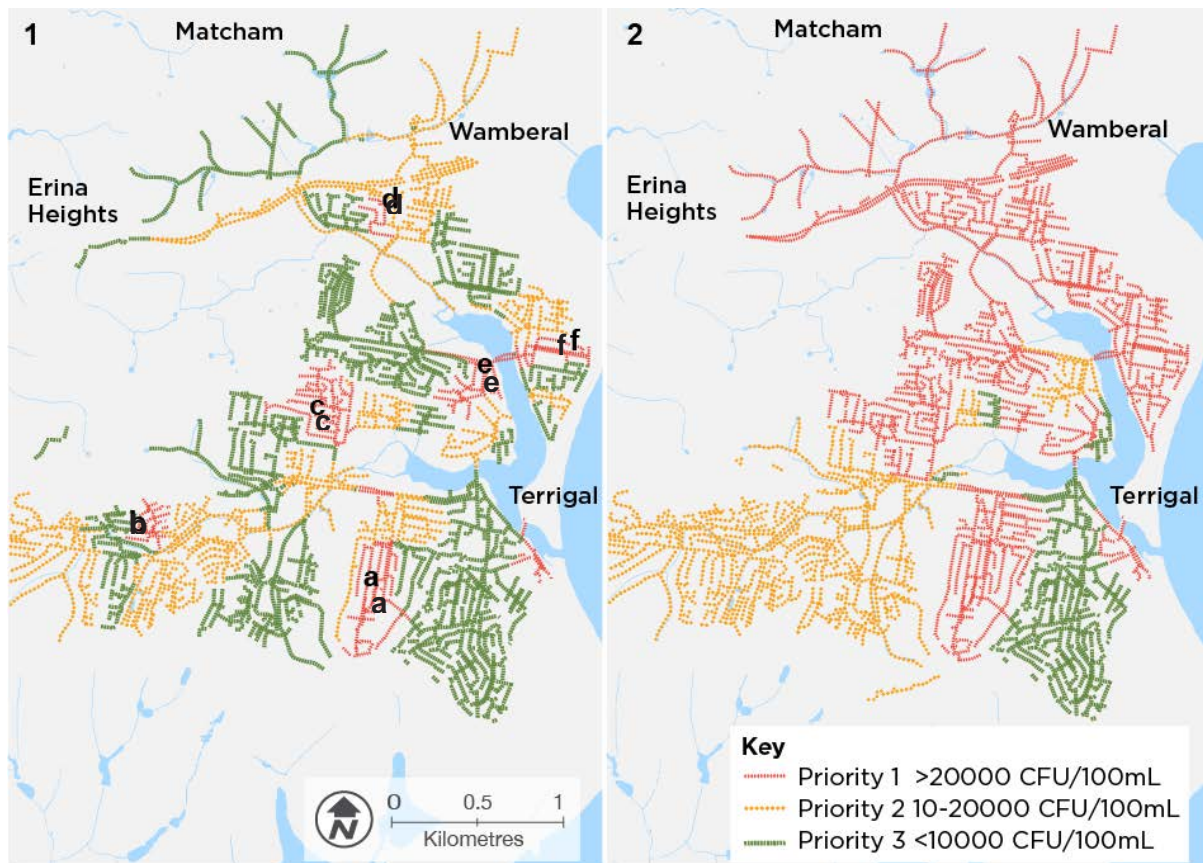 1
Matcham
Wamberal
Erina
Heights
d
d
f
f
e
e
c
c
b
Terrigal
a
a
N
0 0.5 1
Kilometres
2
Matcham
Wamberal
Erina
Heights
Terrigal
Key
Priority 1 >20000 CFU/100mL
Priority 2 10-20000 CFU/100mL
Priority 3 <10000 CFU/100mL